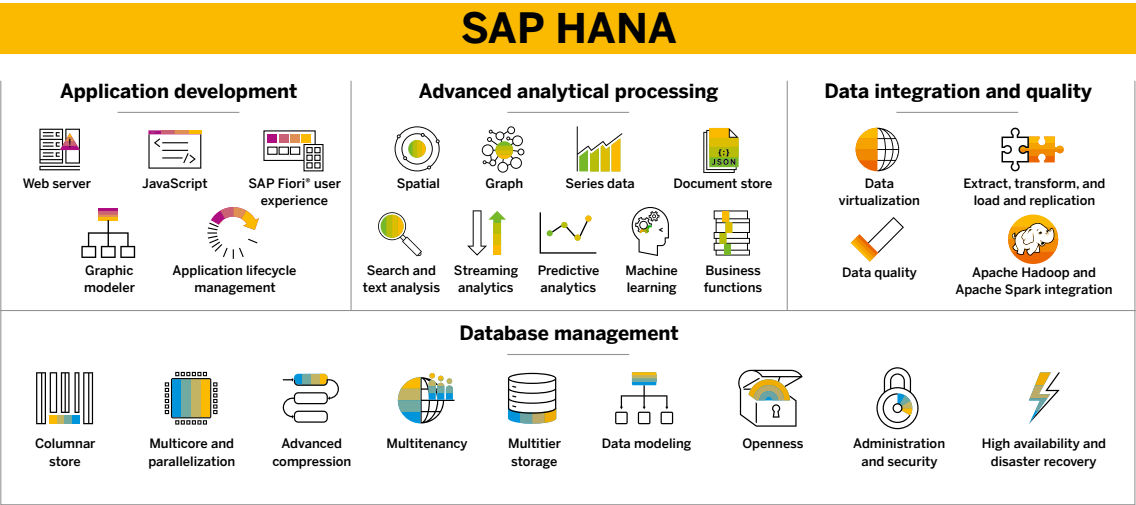 SAP HANA
Application development
Web server
JavaScript
SAP Fiori® user
experience
Graphic
modeler
Application lifecycle
management
Advanced analytical processing
Spatial
Graph
Series data
{:}
JSON
Document store
Search and
text analysis
Streaming
analytics
Predictive
analytics
Machine
learning
Business
functions
Data integration and quality
Data
virtualization
Extract, transform, and
load and replication
Data quality
Apache Hadoop and
Apache Spark integration
Database management
Columnar
store
Multicore and
parallelization
Advanced
compression
Multitenancy
Multitier
storage
Data modeling
Openness
Administration
and security
High availability and
disaster recovery